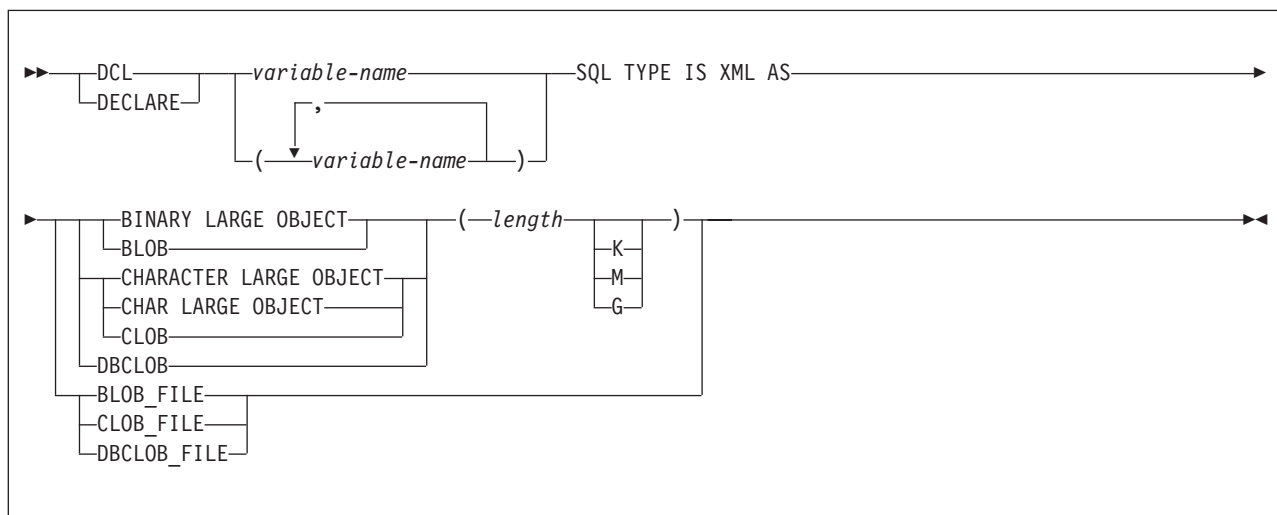 DCL variable-name SQL TYPE IS XML AS
DECLARE ,
( variable-name )
BINARY LARGE OBJECT ( length )
BLOB K
CHARACTER LARGE OBJECT M
CHAR LARGE OBJECT G
CLOB
DBCLOB
BLOB_FILE
CLOB_FILE
DBCLOB_FILE